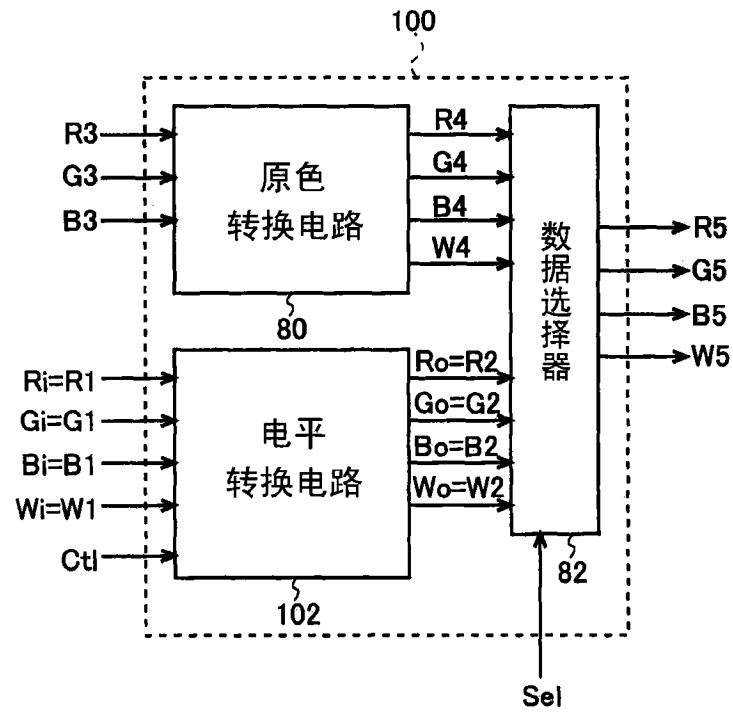 100
R3
G3
B3
原色
转换电路
80
R4
G4
B4
W4
数据选择器
R5
G5
B5
W5
Ri=R1
Gi=G1
Bi=B1
Wi=W1
Ctl
电平
转换电路
102
Ro=R2
Go=G2
Bo=B2
Wo=W2
82
Sel